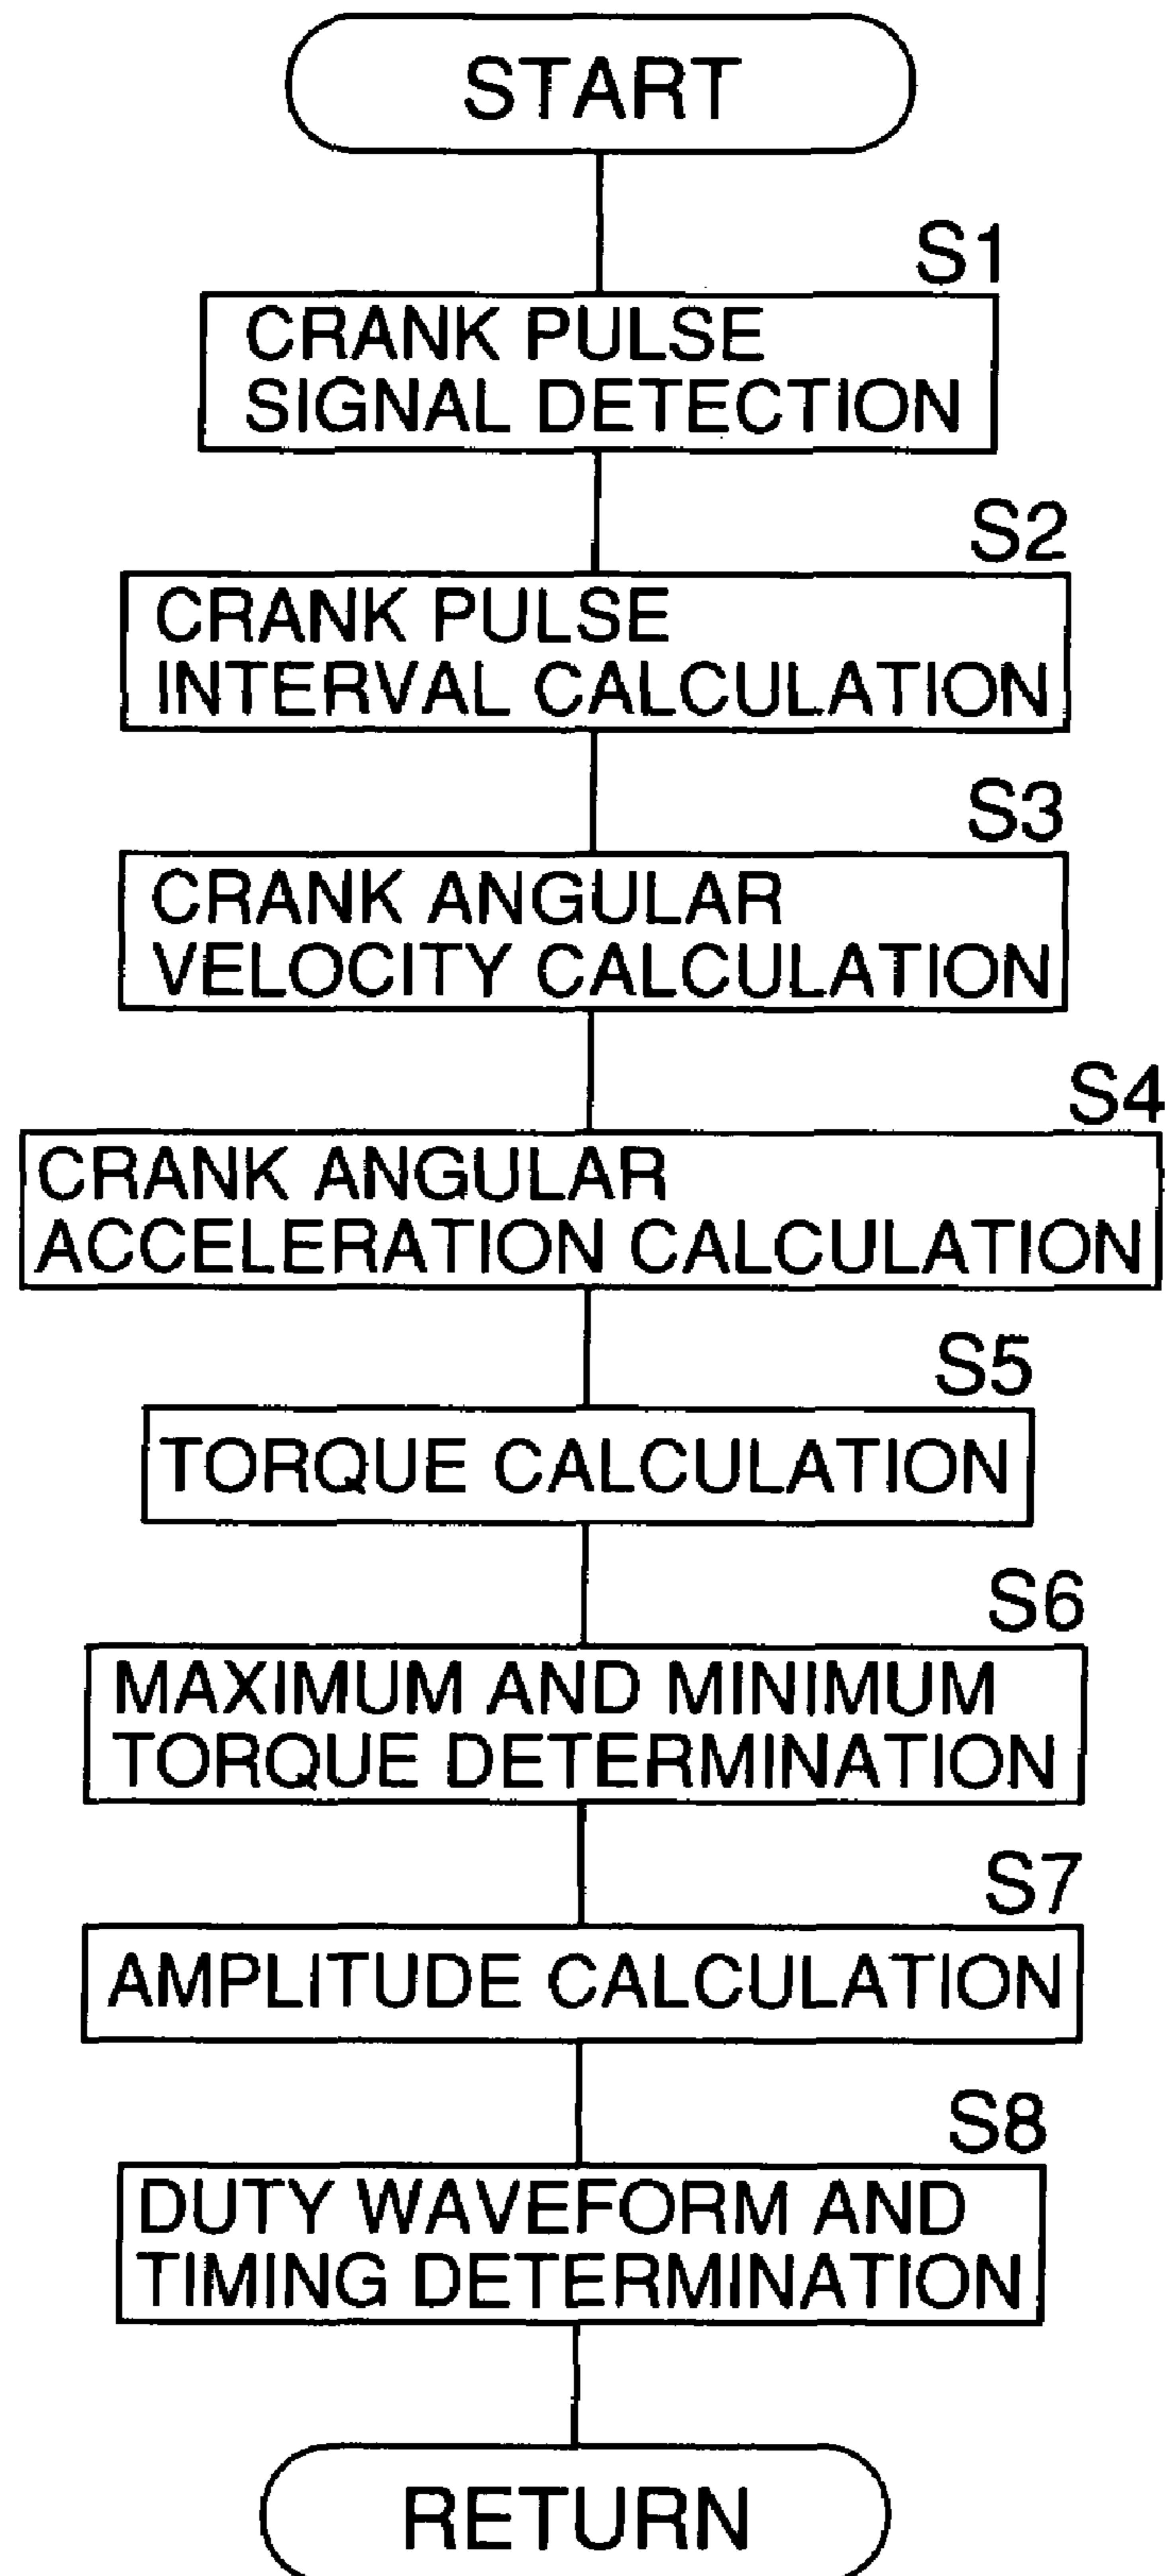 START
S1
CRANK PULSE
SIGNAL DETECTION
S2
CRANK PULSE
INTERVAL CALCULATION
S3
CRANK ANGULAR
VELOCITY CALCULATION
S4
CRANK ANGULAR
ACCELERATION CALCULATION
S5
TORQUE CALCULATION
S6
MAXIMUM AND MINIMUM
TORQUE DETERMINATION
S7
AMPLITUDE CALCULATION
S8
DUTY WAVEFORM AND
TIMING DETERMINATION
RETURN